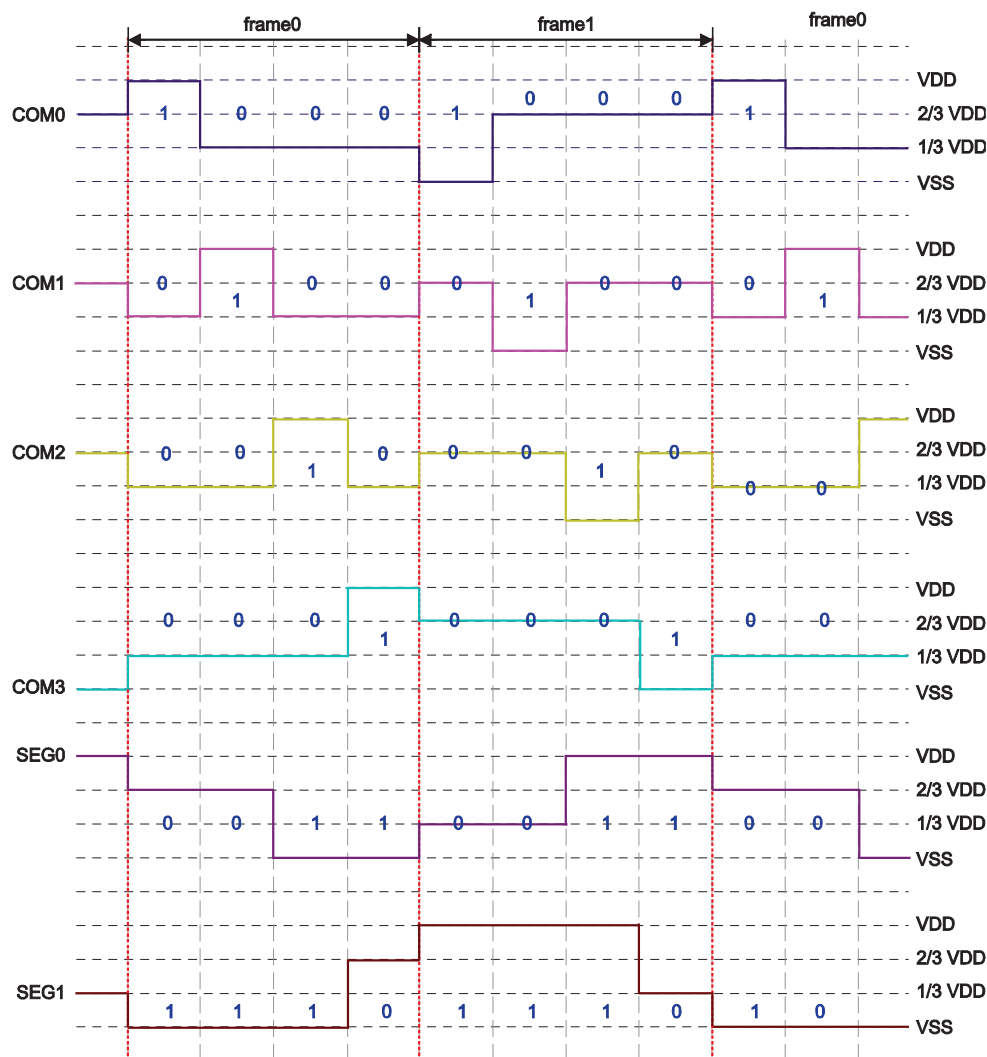 frame0 frame1 frame0
VDD
0 0 0
COM0 1 0 0 0 1 1 2/3 VDD
1/3 VDD
VSS
VDD
COM1 0 0 0 0 0 0 0 2/3 VDD
1 1 1
1/3 VDD
VSS
VDD
COM2 0 0 0 0 0 0 2/3 VDD
1 1
1/3 VDD
0 0
VSS
VDD
0 0 0 0 0 0 0 0 2/3 VDD
1 1
1/3 VDD
COM3 VSS
SEG0 VDD
2/3 VDD
0 0 1 1 0 0 1 1 0 0 1/3 VDD
VSS
VDD
2/3 VDD
SEG1 1/3 VDD
1 1 1 0 1 1 1 0 1 0
VSS